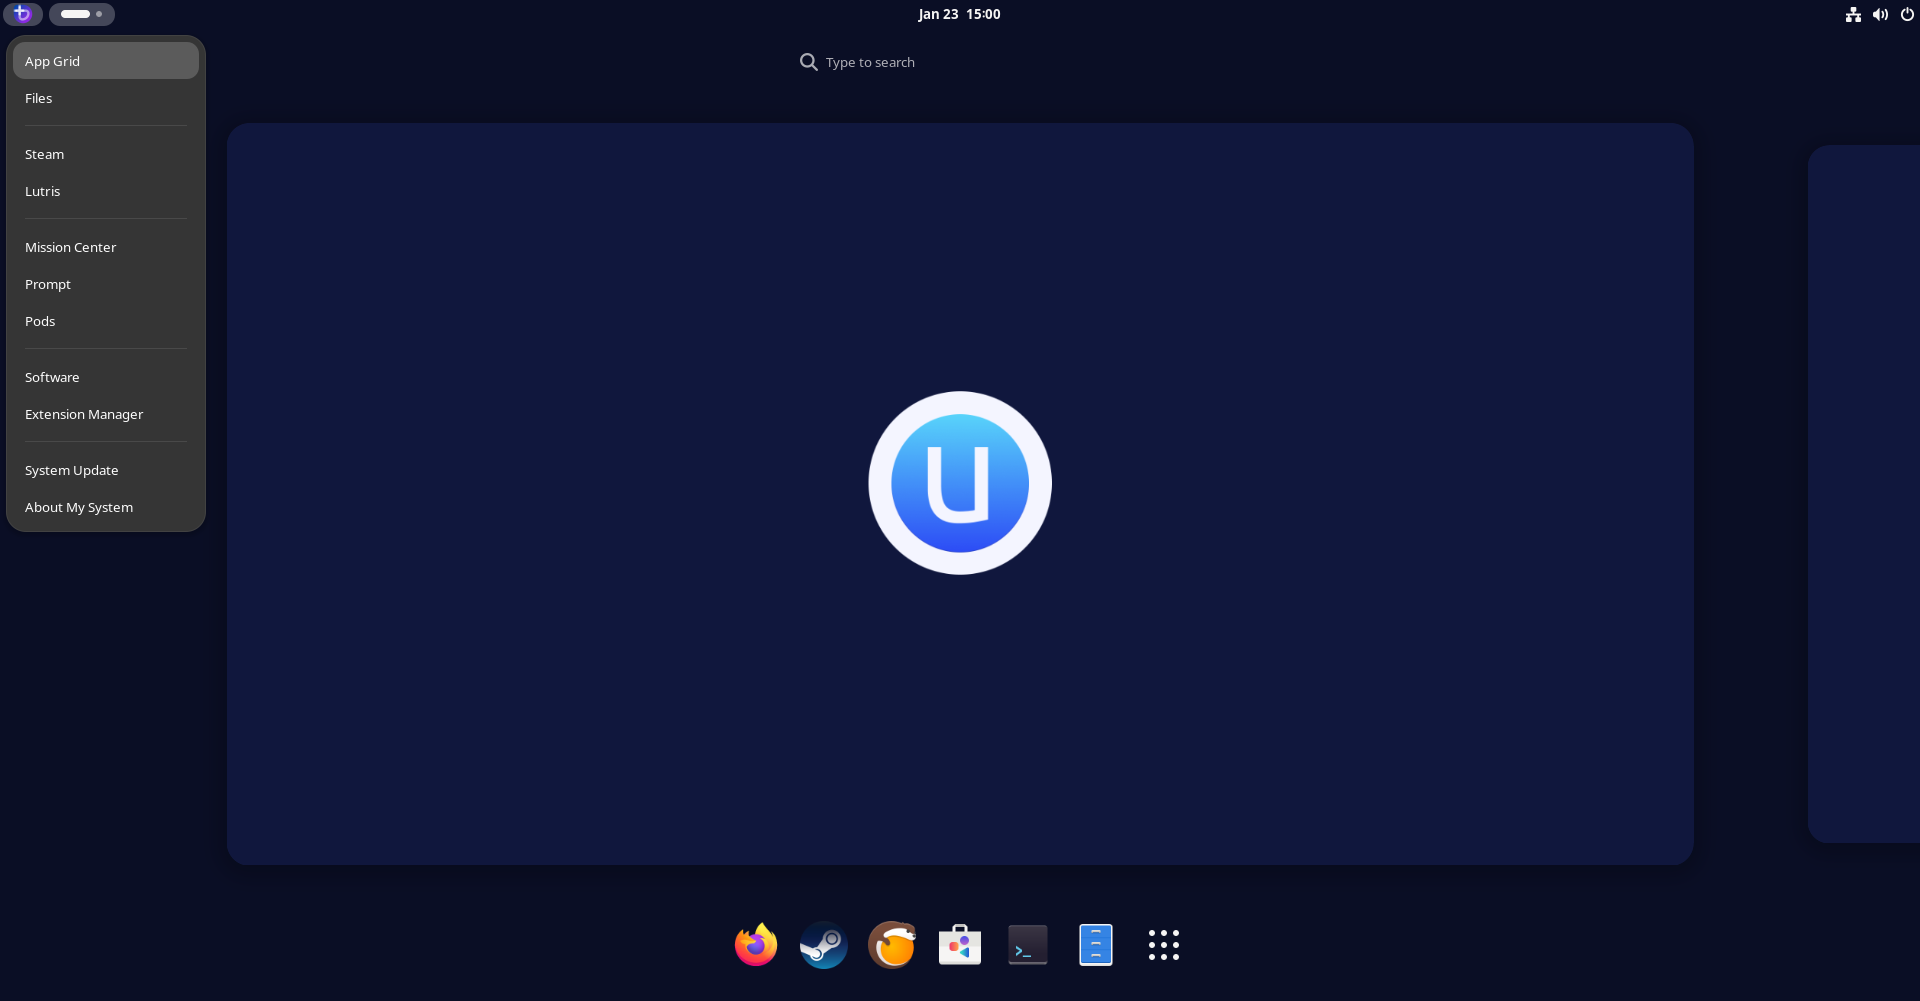 Jan 23 15:00
Type to search
App Grid
Files
Steam
Lutris
Mission Center
Prompt
Pods
Software
Extension Manager
System Update
About My System
U
>_